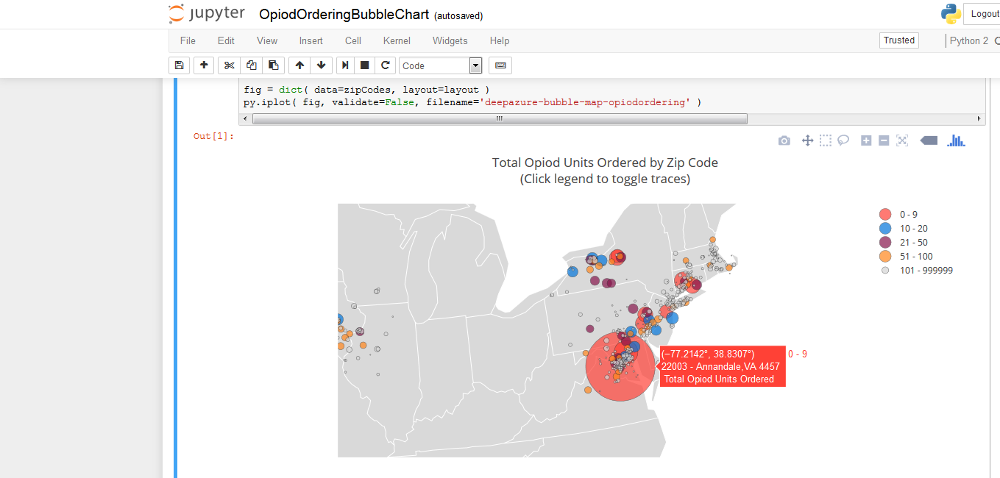 jupyter OpiodOrderingBubbleChart (autosaved)
Logout
File Edit View Insert Cell Kernel Widgets Help
Trusted
Python 2
Code
fig = dict( data=zipCodes, layout=layout )
py.iplot( fig, validate=False, filename='deepazure-bubble-map-opiodordering' )
Out[1]:
Total Opiod Units Ordered by Zip Code
(Click legend to toggle traces)
0 - 9
10 - 20
21 - 50
51 - 100
101 - 999999
(−77.2142°, 38.8307°)
22003 - Annandale,VA 4457
Total Opiod Units Ordered
0 - 9